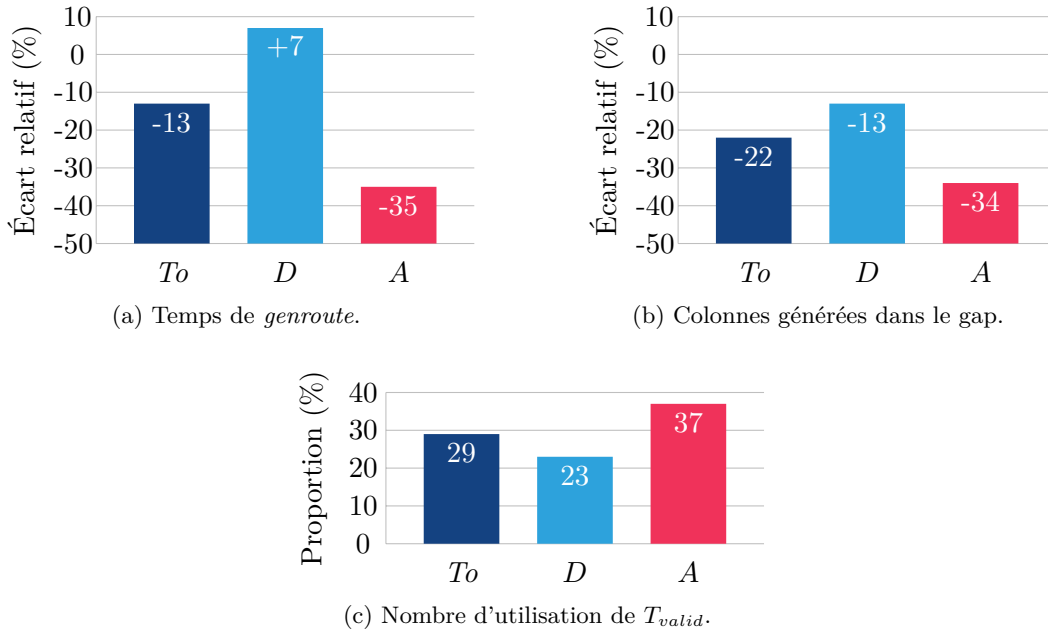 Écart relatif (%)
10
0
-10
-20
-30
-40
-50
-13
+7
-35
To
D
A
(a) Temps de genroute.
Écart relatif (%)
10
0
-10
-20
-30
-40
-50
-22
-13
-34
To
D
A
(b) Colonnes générées dans le gap.
Proportion (%)
40
30
20
10
0
29
23
37
To
D
A
(c) Nombre d'utilisation de T_valid.